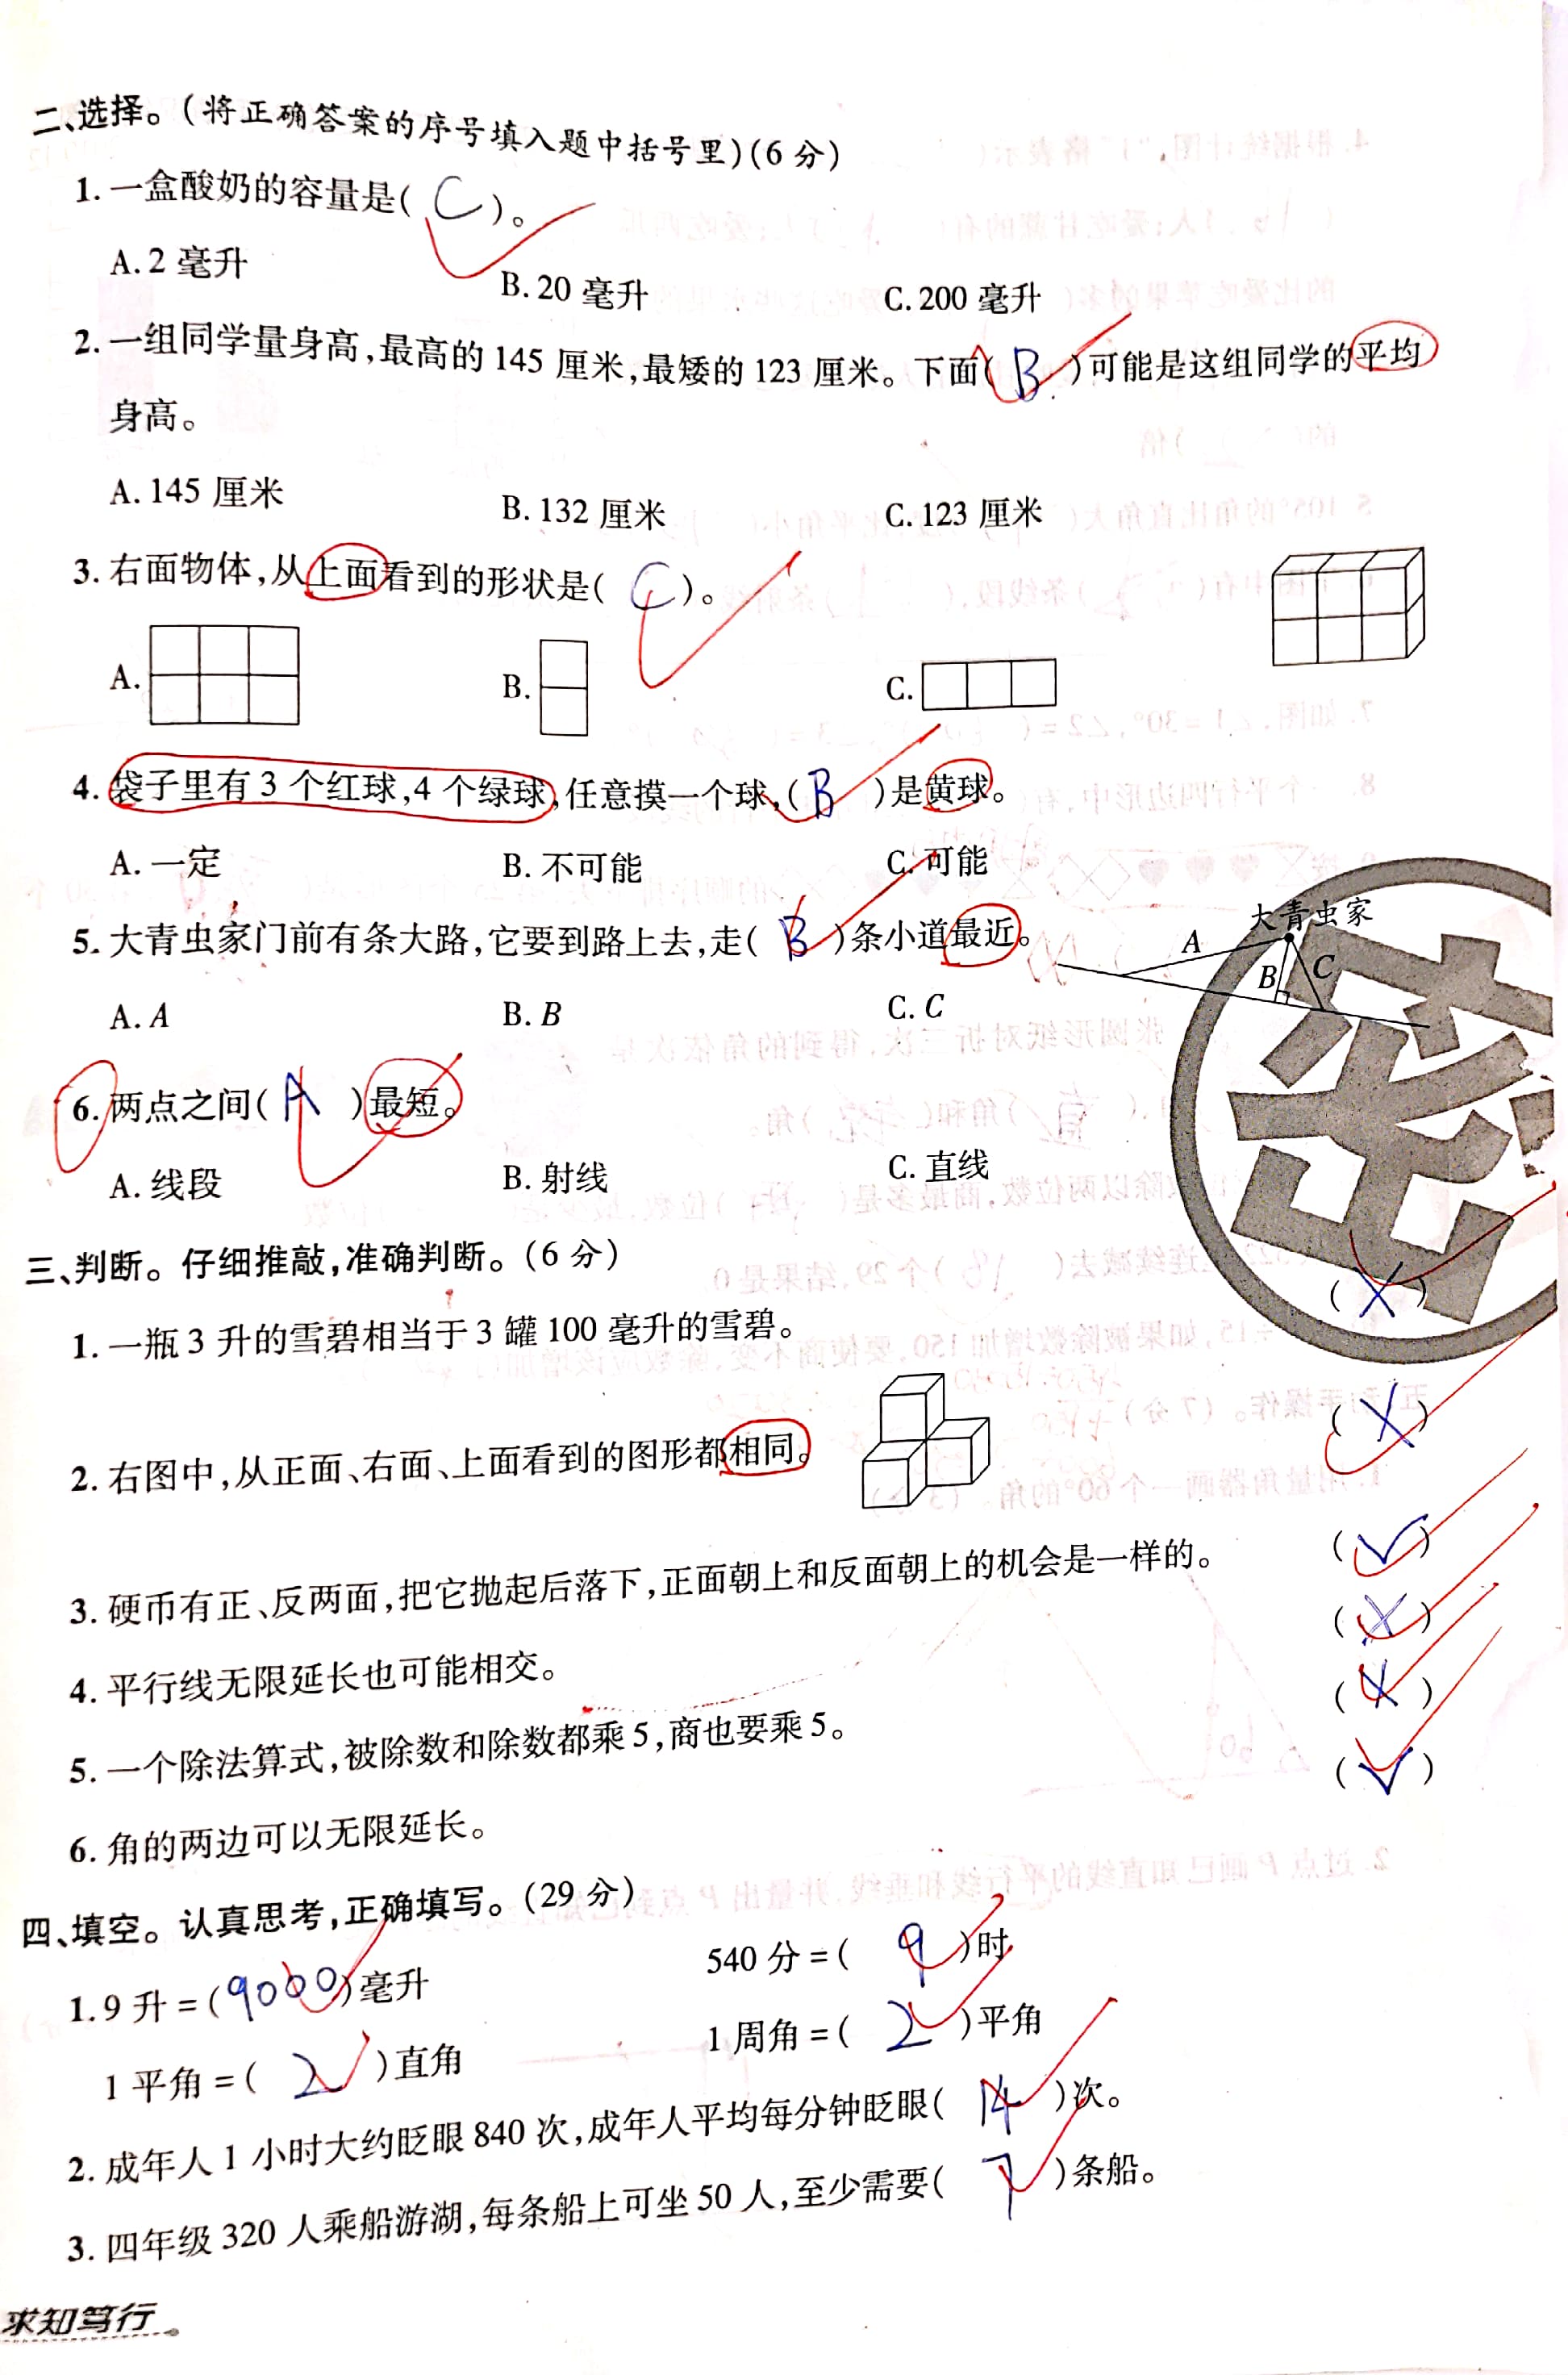 二、选择。(将正确答案的序号填入题中括号里)(6分)
1. 一盒酸奶的容量是( C )。
A. 2 毫升 B. 20 毫升 C. 200 毫升
2. 一组同学量身高,最高的 145 厘米,最矮的 123 厘米。下面( B )可能是这组同学的平均
身高。
A. 145 厘米 B. 132 厘米 C. 123 厘米
3. 右面物体,从上面看到的形状是( C )。
A. B. C.
4. 袋子里有 3 个红球,4 个绿球,任意摸一个球,( B )是黄球。
A. 一定 B. 不可能 C. 可能
5. 大青虫家门前有条大路,它要到路上去,走( B )条小道最近。
大青虫家
A B C
A. A B. B C. C
6. 两点之间( A )最短。
A. 线段 B. 射线 C. 直线
密
三、判断。仔细推敲,准确判断。(6分)
1. 一瓶 3 升的雪碧相当于 3 罐 100 毫升的雪碧。 ( X )
2. 右图中,从正面、右面、上面看到的图形都相同。 ( X )
3. 硬币有正、反两面,把它抛起后落下,正面朝上和反面朝上的机会是一样的。 ( √ )
4. 平行线无限延长也可能相交。 ( X )
5. 一个除法算式,被除数和除数都乘 5,商也要乘 5。 ( X )
6. 角的两边可以无限延长。 ( √ )
四、填空。认真思考,正确填写。(29分)
1. 9 升 = ( 9000 )毫升 540 分 = ( 9 )时
1 平角 = ( 2 )直角 1 周角 = ( 2 )平角
2. 成年人 1 小时大约眨眼 840 次,成年人平均每分钟眨眼( 14 )次。
3. 四年级 320 人乘船游湖,每条船上可坐 50 人,至少需要( 7 )条船。
求知笃行